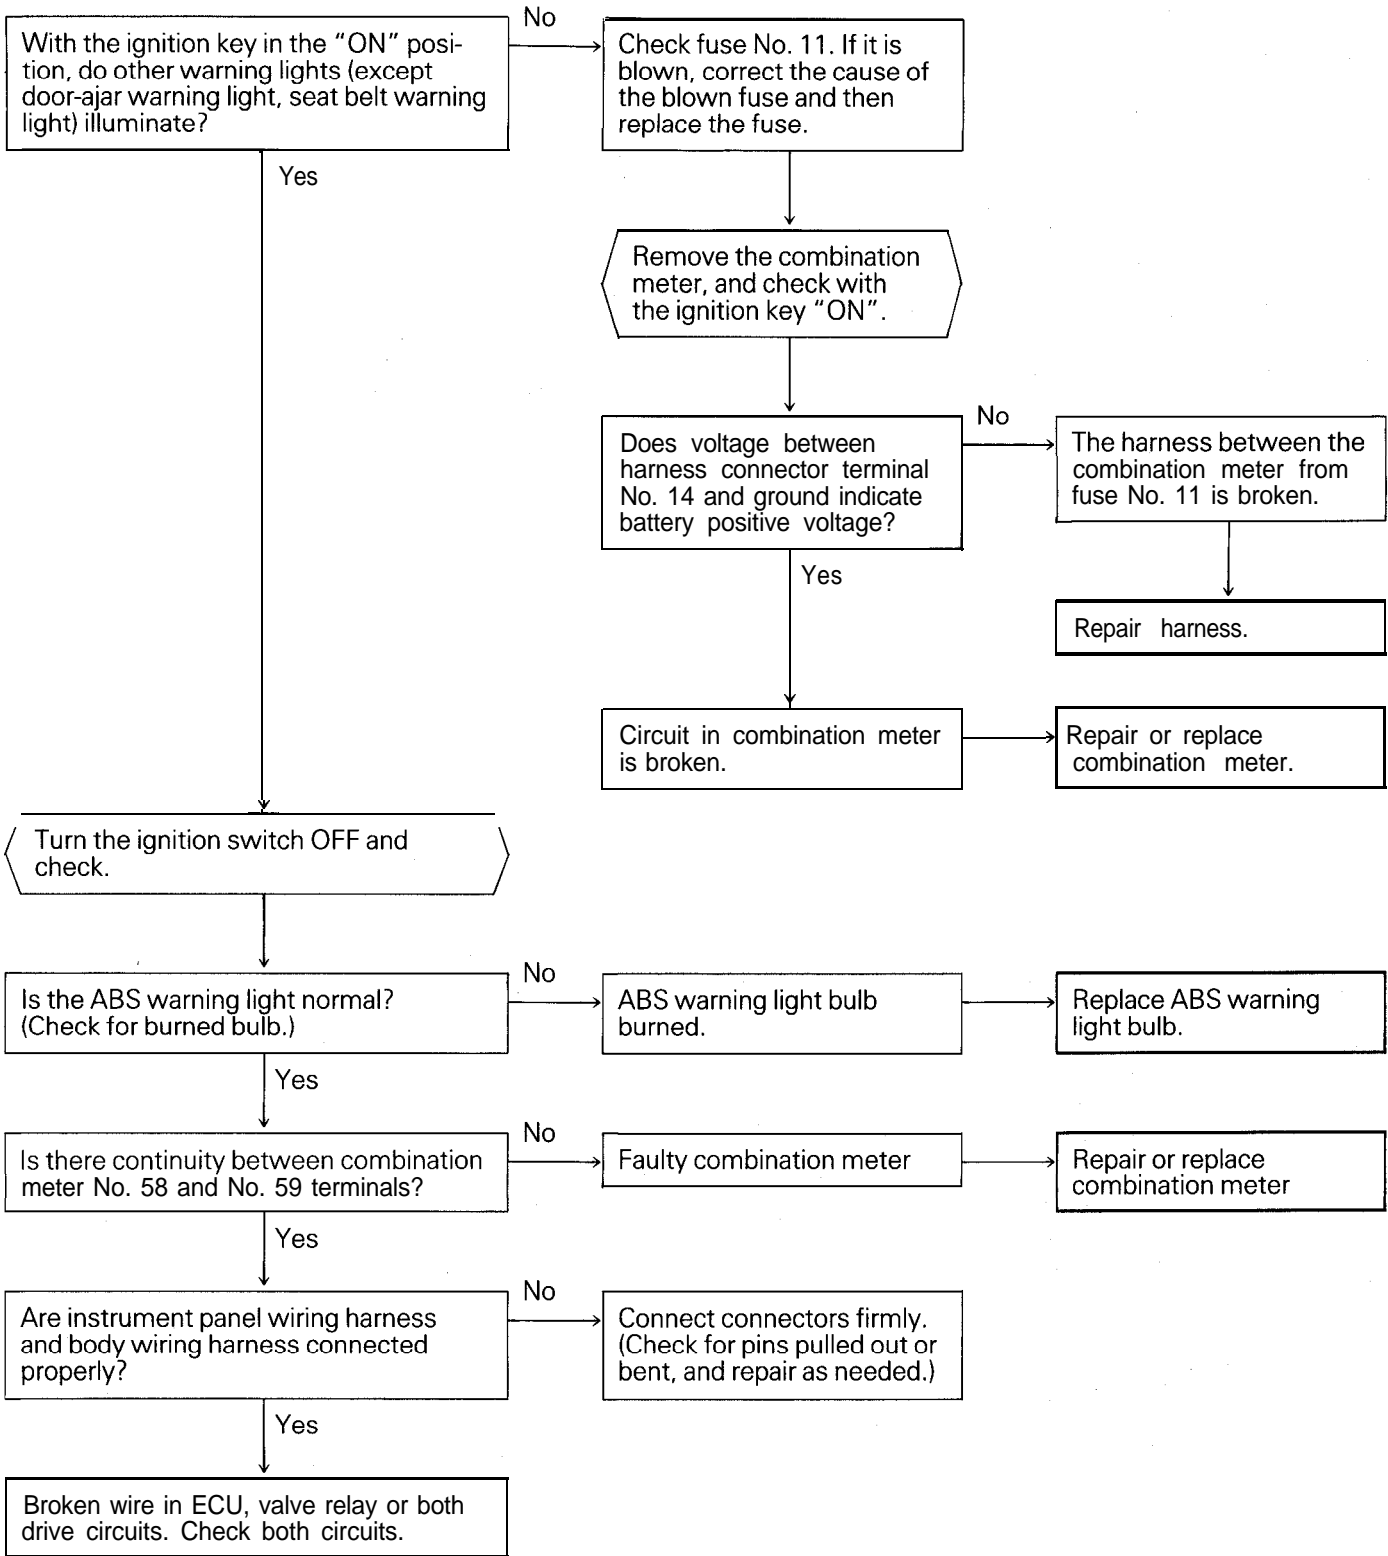 With the ignition key in the “ON” posi-
tion, do other warning lights (except
door-ajar warning light, seat belt warning
light) illuminate?
No
Check fuse No. 11. If it is
blown, correct the cause of
the blown fuse and then
replace the fuse.
Yes
Remove the combination
meter, and check with
the ignition key “ON”.
Does voltage between
harness connector terminal
No. 14 and ground indicate
battery positive voltage?
No
The harness between the
combination meter from
fuse No. 11 is broken.
Yes
Repair harness.
Circuit in combination meter
is broken.
Repair or replace
combination meter.
Turn the ignition switch OFF and
check.
Is the ABS warning light normal?
(Check for burned bulb.)
No
ABS warning light bulb
burned.
Replace ABS warning
light bulb.
Yes
Is there continuity between combination
meter No. 58 and No. 59 terminals?
No
Faulty combination meter
Repair or replace
combination meter
Yes
Are instrument panel wiring harness
and body wiring harness connected
properly?
No
Connect connectors firmly.
(Check for pins pulled out or
bent, and repair as needed.)
Yes
Broken wire in ECU, valve relay or both
drive circuits. Check both circuits.